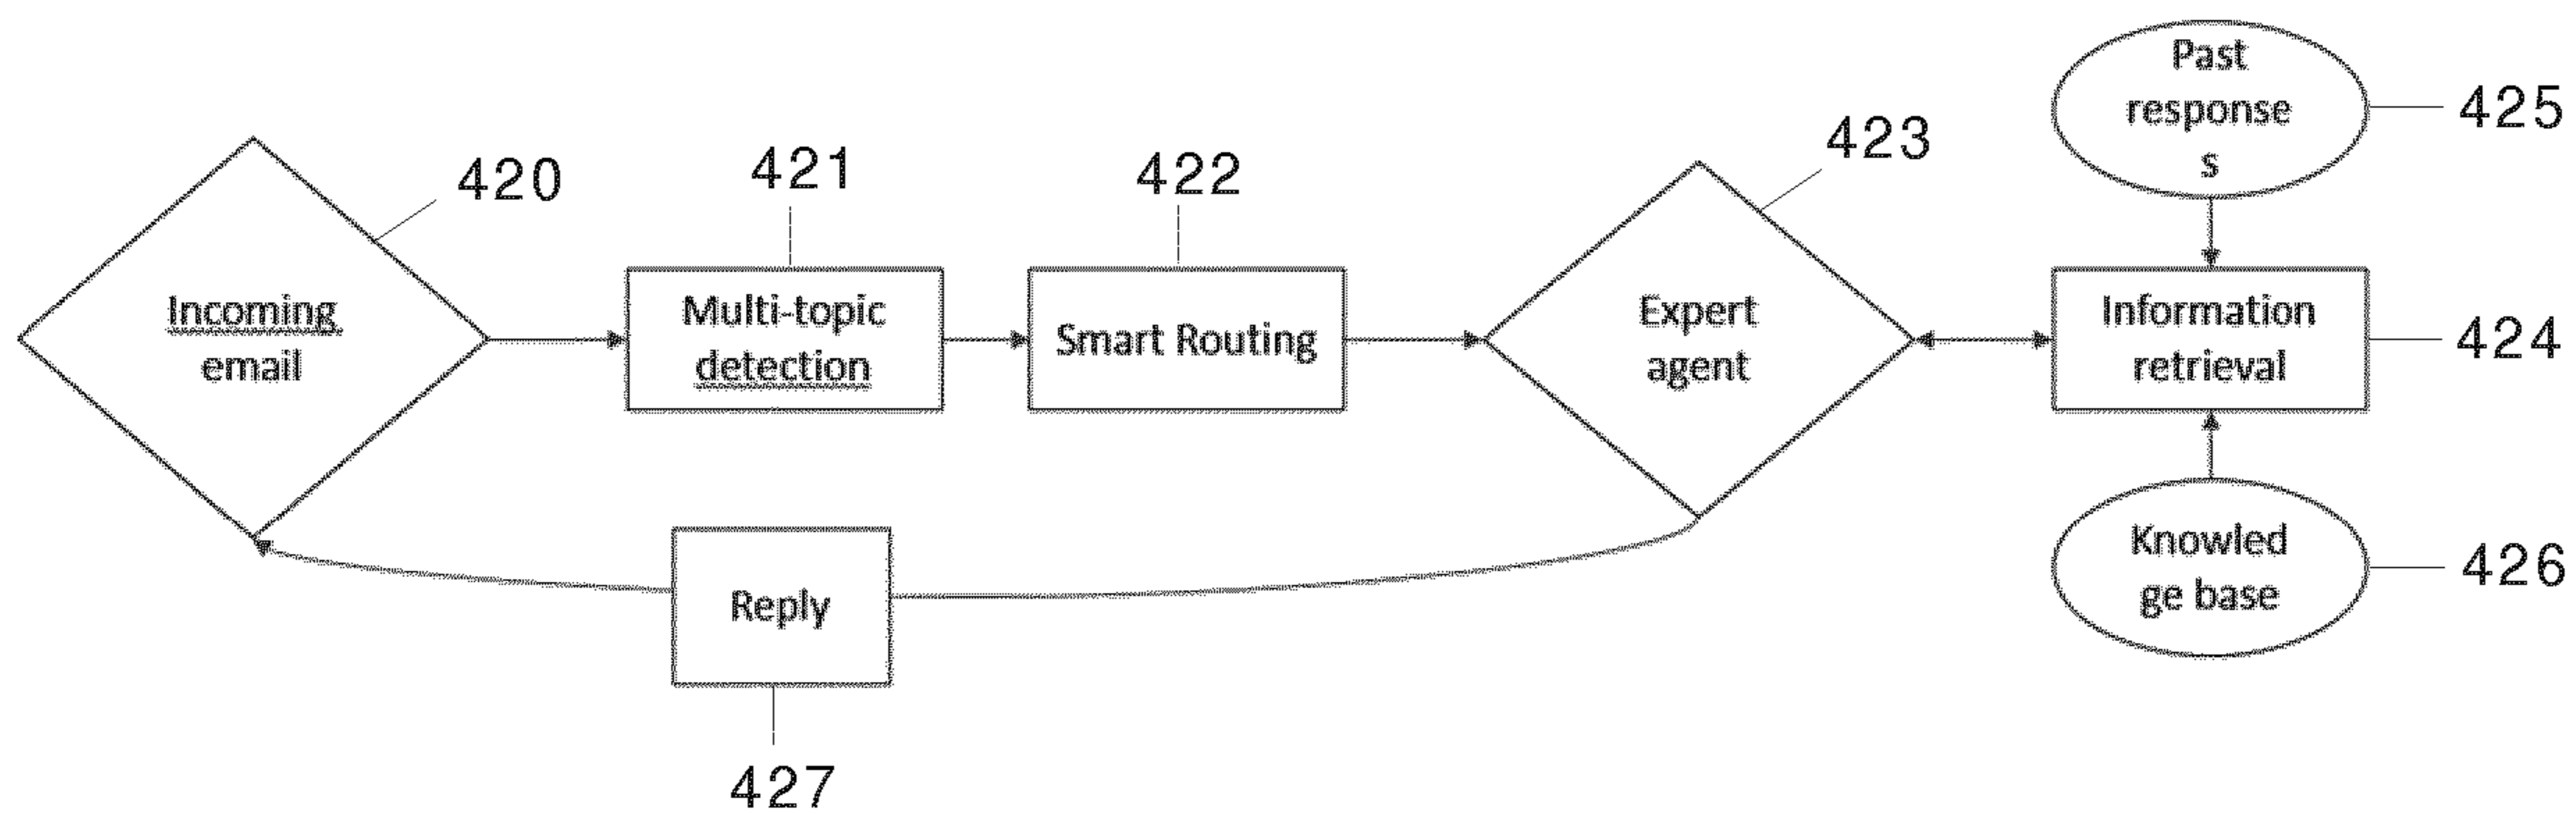 Incoming
email
420
421
Multi-topic
detection
422
Smart Routing
423
Expert
agent
Past
response
s
425
Information
retrieval
424
Knowled
ge base
426
Reply
427